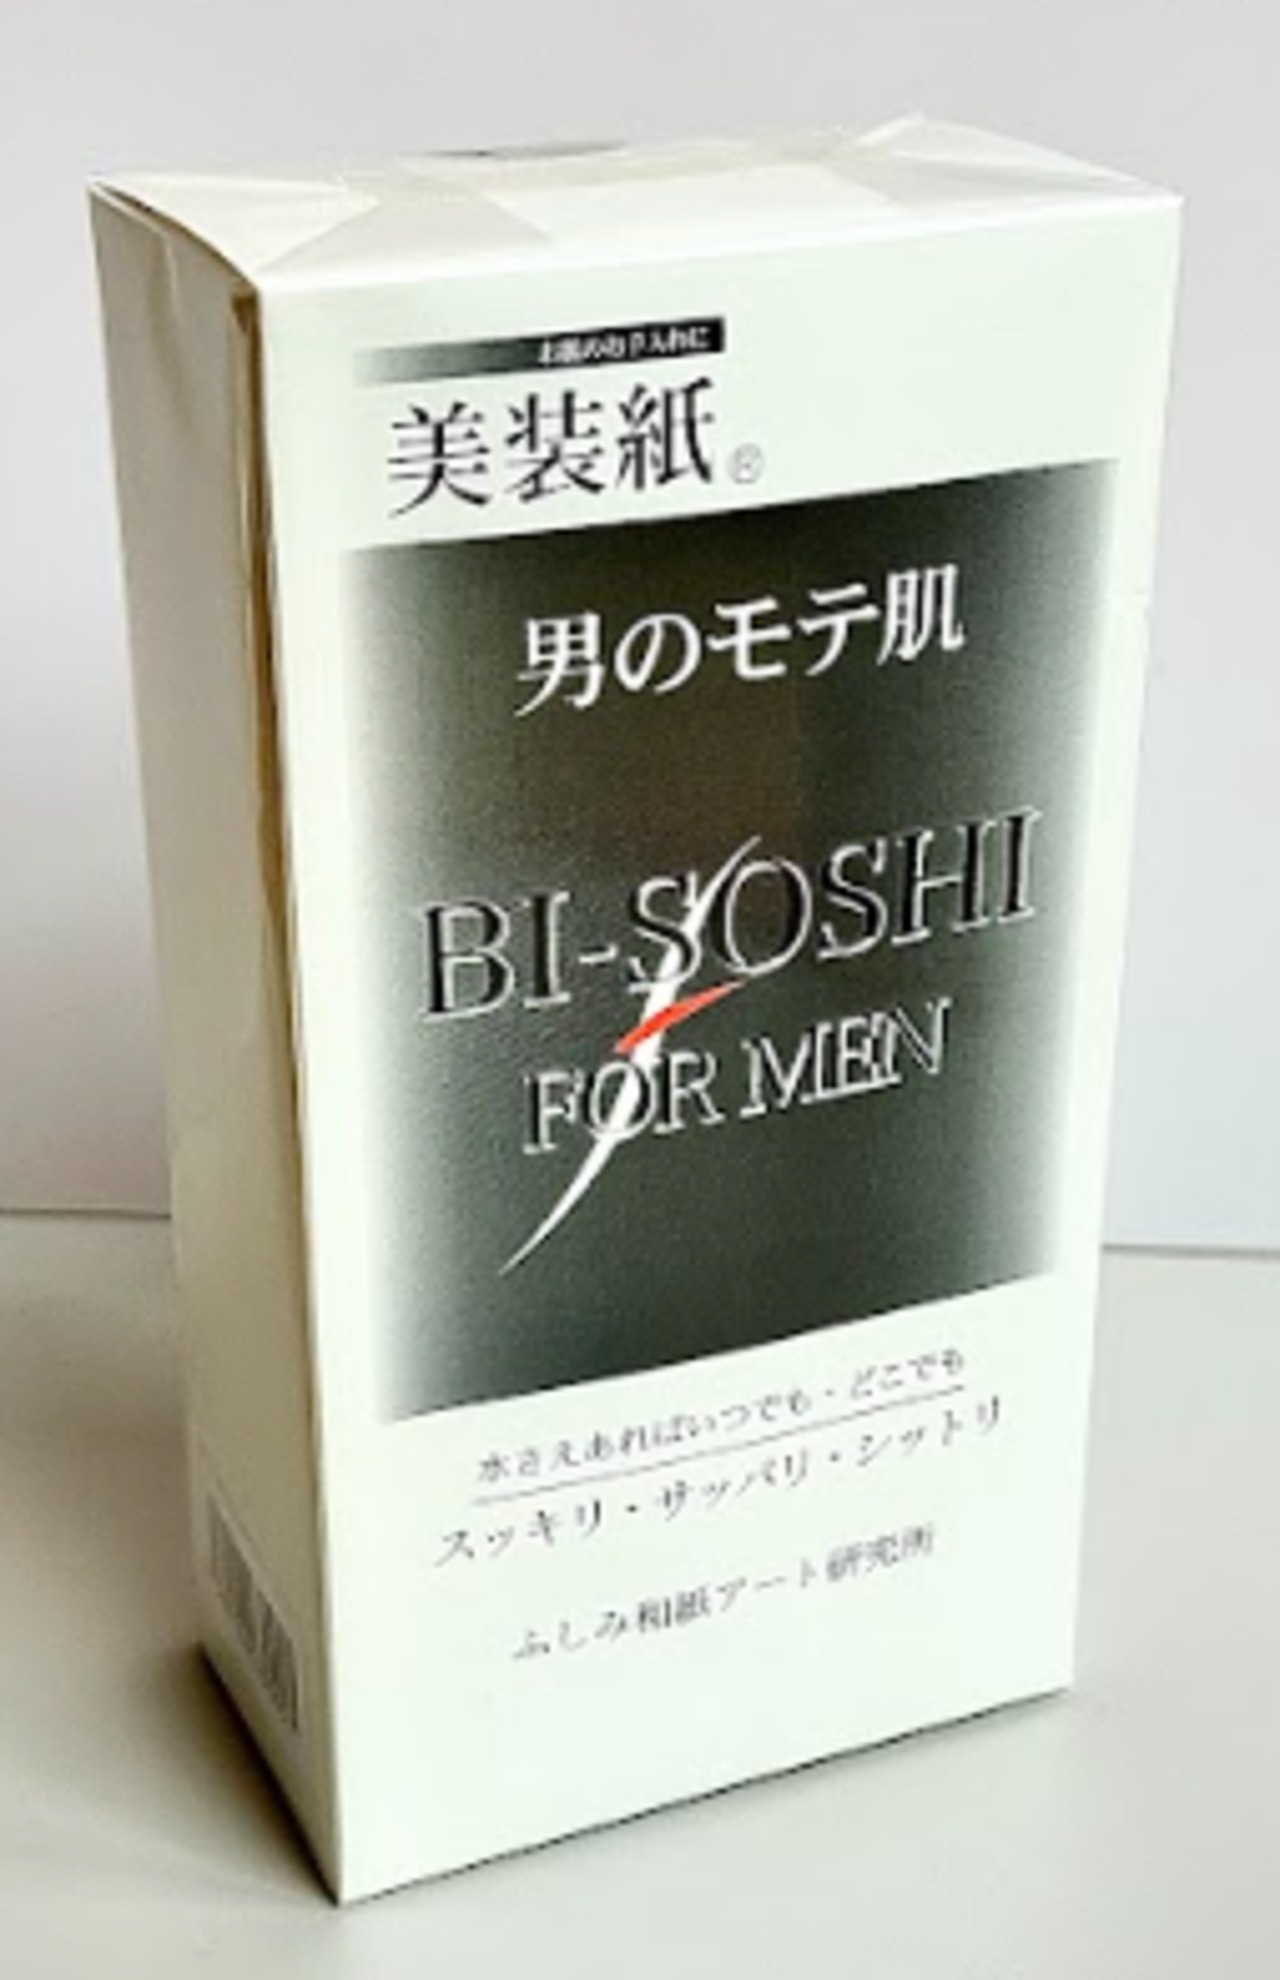 お肌のお手入れに
美装紙®
男のモテ肌
BI-SOSHI
FOR MEN
水さえあればいつでも・どこでも
スッキリ・サッパリ・シットリ
ふしみ和紙アート研究所